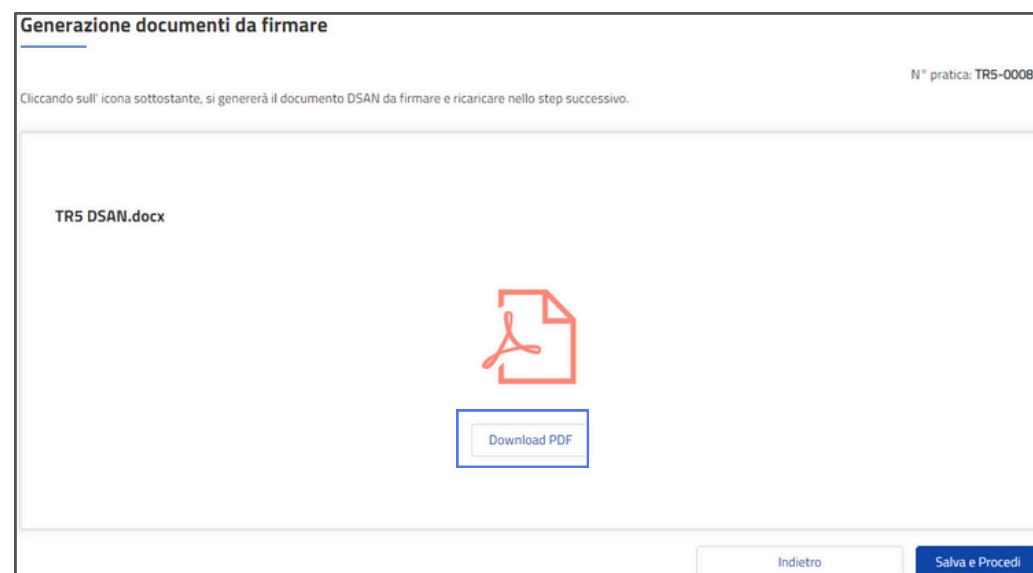 Generazione documenti da firmare
N° pratica: TR5-0008
Cliccando sull' icona sottostante, si genererà il documento DSAN da firmare e ricaricare nello step successivo.
TR5 DSAN.docx
Download PDF
Indietro
Salva e Procedi